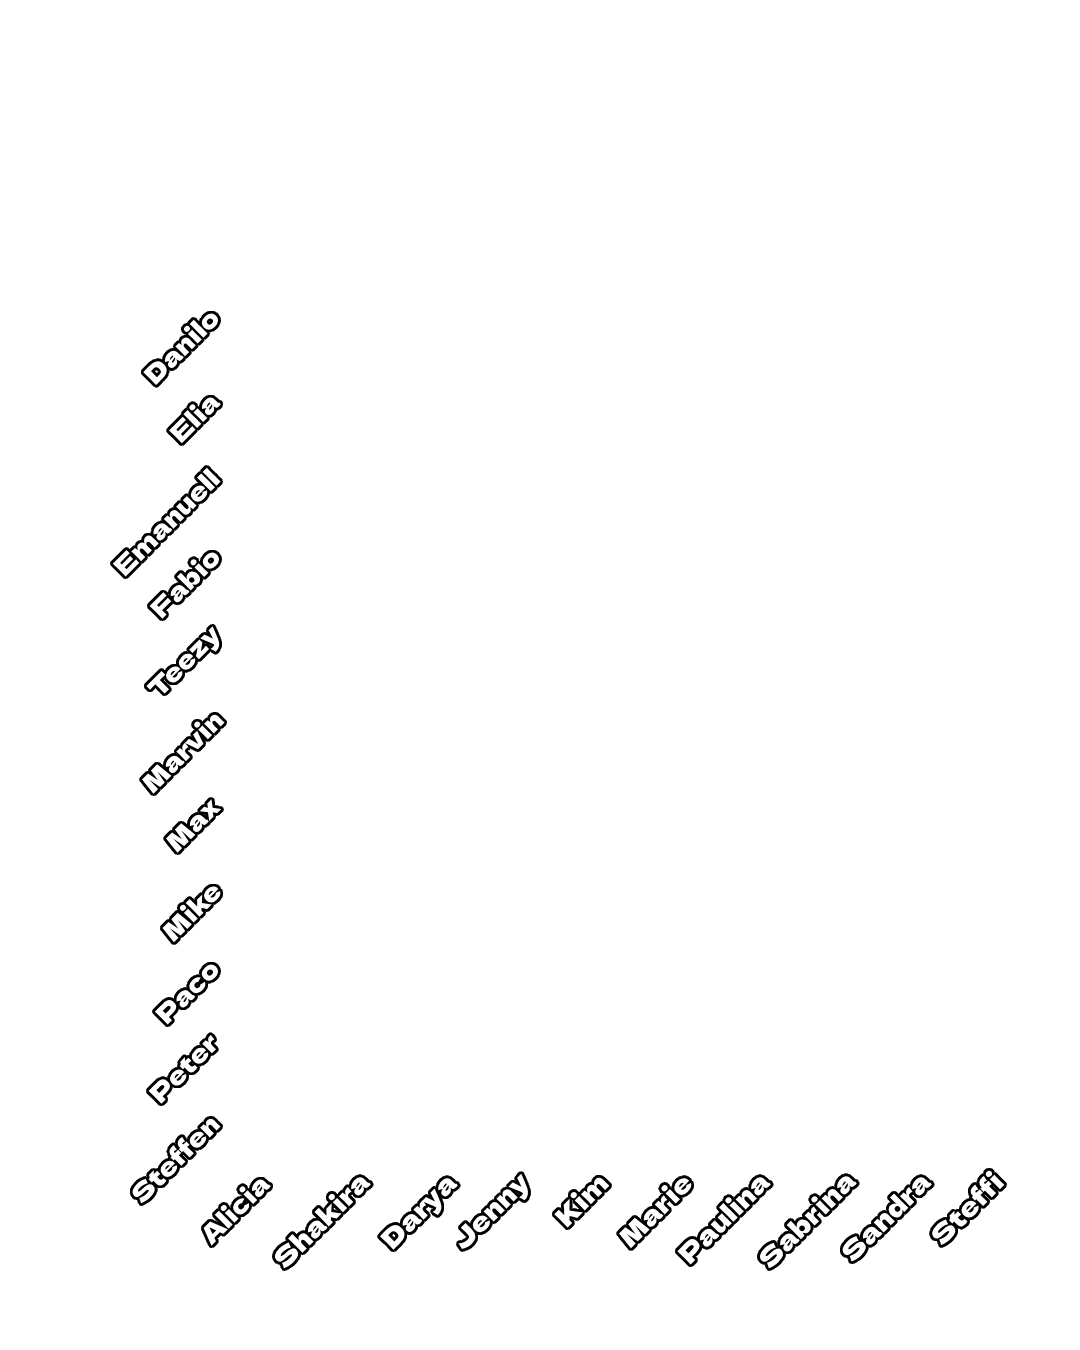 Danilo
Elia
Emanuell
Fabio
Teezy
Marvin
Max
Mike
Paco
Peter
Steffen
Alicia
Shakira
Darya
Jenny
Kim
Marie
Paulina
Sabrina
Sandra
Steffi